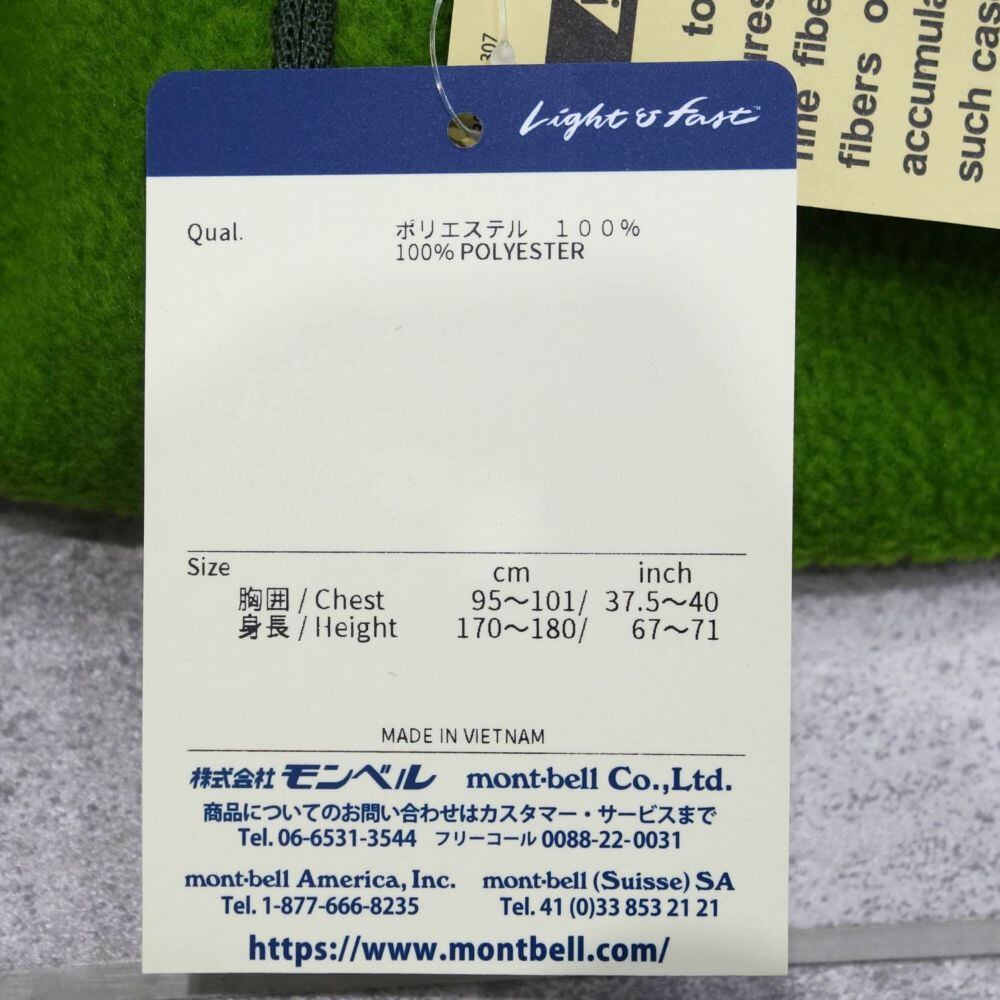 307
to
fibe
fine
fibers o
accumula
such cas
Light & Fast™
Qual. ポリエステル １００％
100% POLYESTER
Size cm inch
胸囲 / Chest 95～101/ 37.5～40
身長 / Height 170～180/ 67～71
MADE IN VIETNAM
株式会社 モンベル mont-bell Co.,Ltd.
商品についてのお問い合わせはカスタマー・サービスまで
Tel. 06-6531-3544 フリーコール 0088-22-0031
mont-bell America, Inc. mont-bell (Suisse) SA
Tel. 1-877-666-8235 Tel. 41 (0)33 853 21 21
https://www.montbell.com/